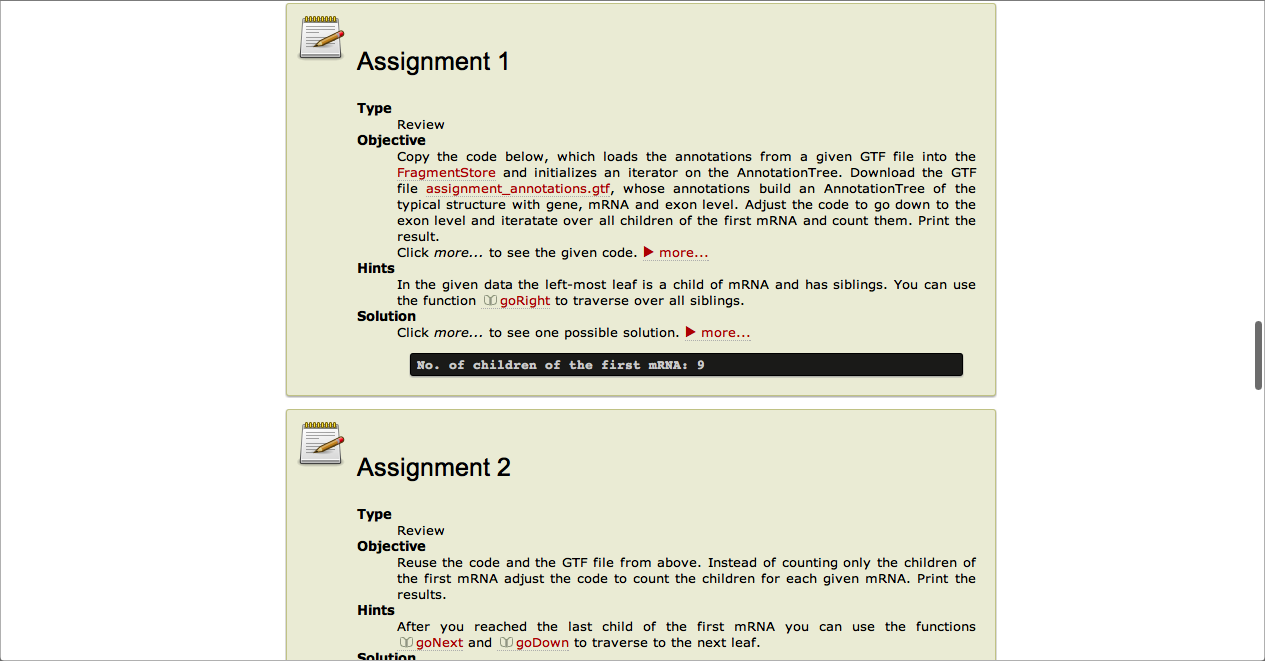 Assignment 1
Type
Review
Objective
Copy the code below, which loads the annotations from a given GTF file into the
FragmentStore and initializes an iterator on the AnnotationTree. Download the GTF
file assignment_annotations.gtf, whose annotations build an AnnotationTree of the
typical structure with gene, mRNA and exon level. Adjust the code to go down to the
exon level and iteratate over all children of the first mRNA and count them. Print the
result.
Click more... to see the given code. ▶ more...
Hints
In the given data the left-most leaf is a child of mRNA and has siblings. You can use
the function goRight to traverse over all siblings.
Solution
Click more... to see one possible solution. ▶ more...
No. of children of the first mRNA: 9
Assignment 2
Type
Review
Objective
Reuse the code and the GTF file from above. Instead of counting only the children of
the first mRNA adjust the code to count the children for each given mRNA. Print the
results.
Hints
After you reached the last child of the first mRNA you can use the functions
goNext and goDown to traverse to the next leaf.
Solution